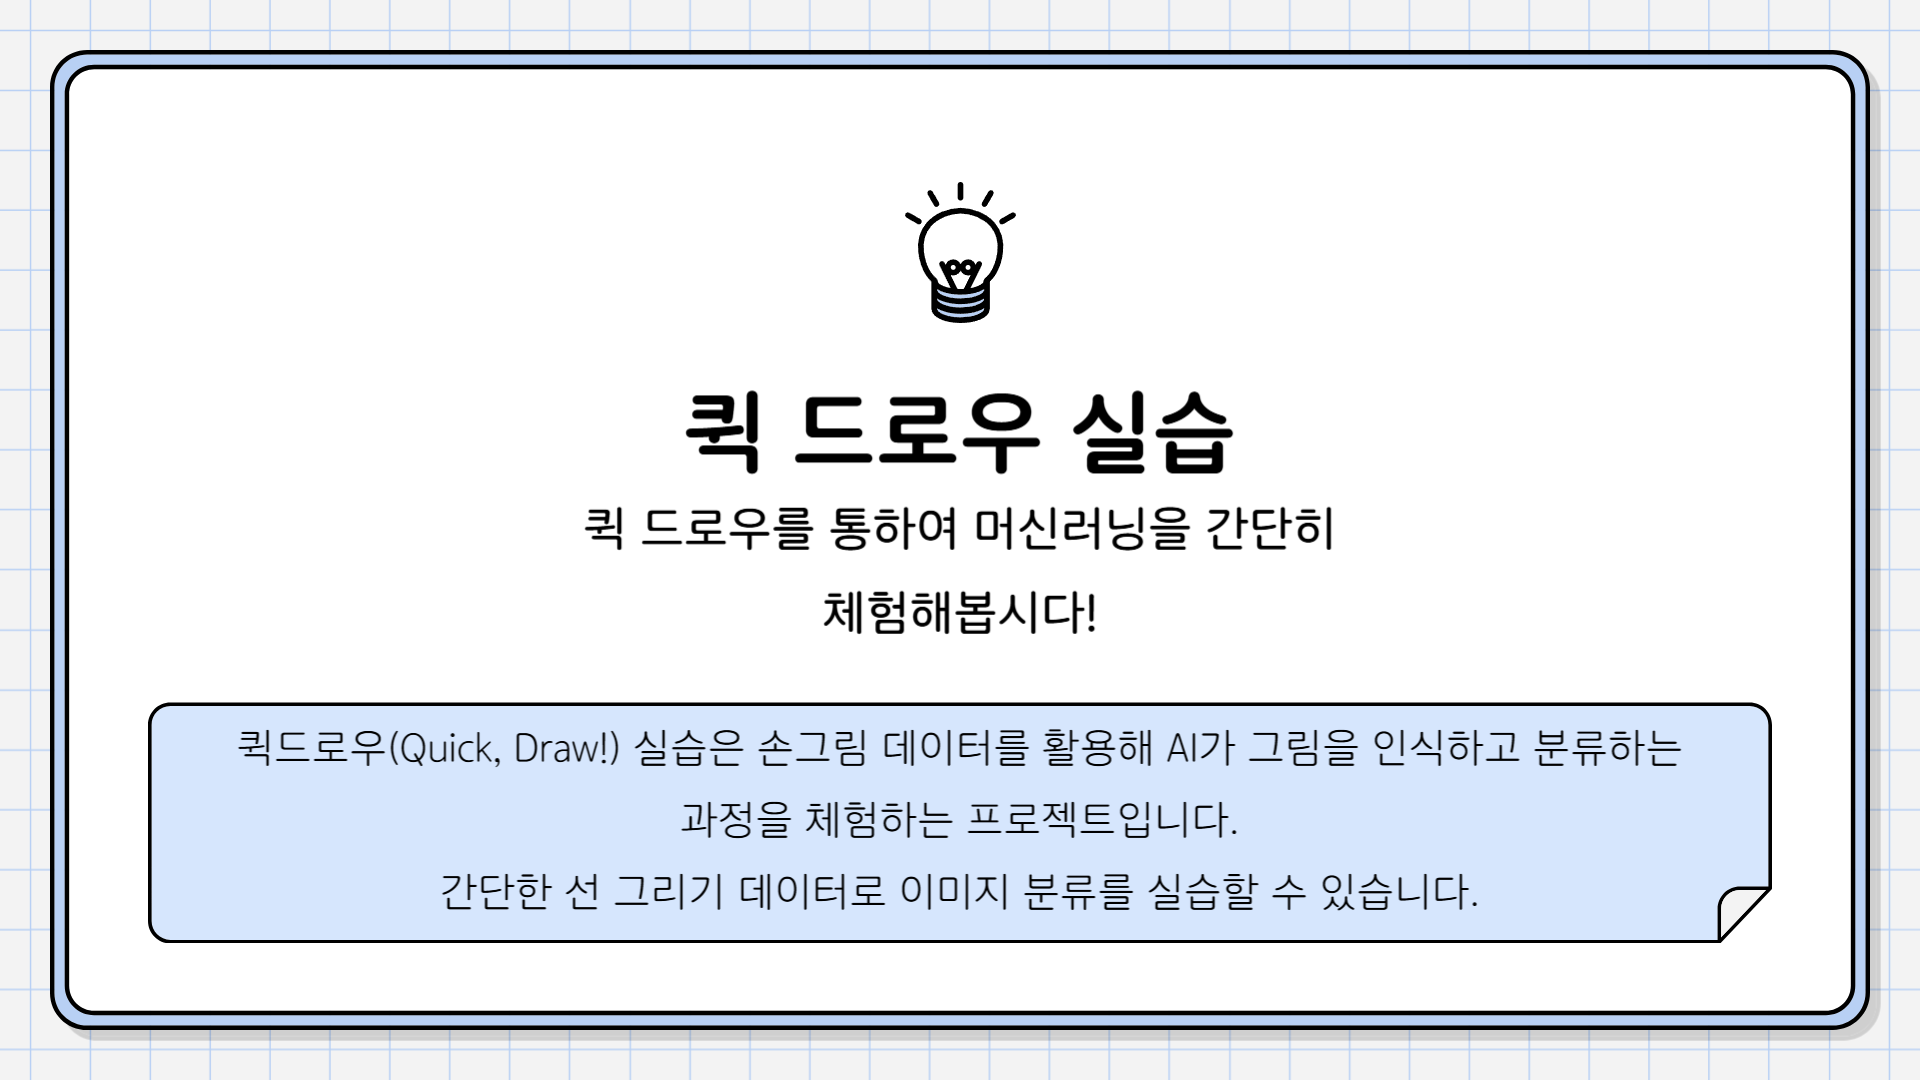 퀵 드로우 실습
퀵 드로우를 통하여 머신러닝을 간단히
체험해봅시다!
퀵드로우(Quick, Draw!) 실습은 손그림 데이터를 활용해 AI가 그림을 인식하고 분류하는
과정을 체험하는 프로젝트입니다.
간단한 선 그리기 데이터로 이미지 분류를 실습할 수 있습니다.